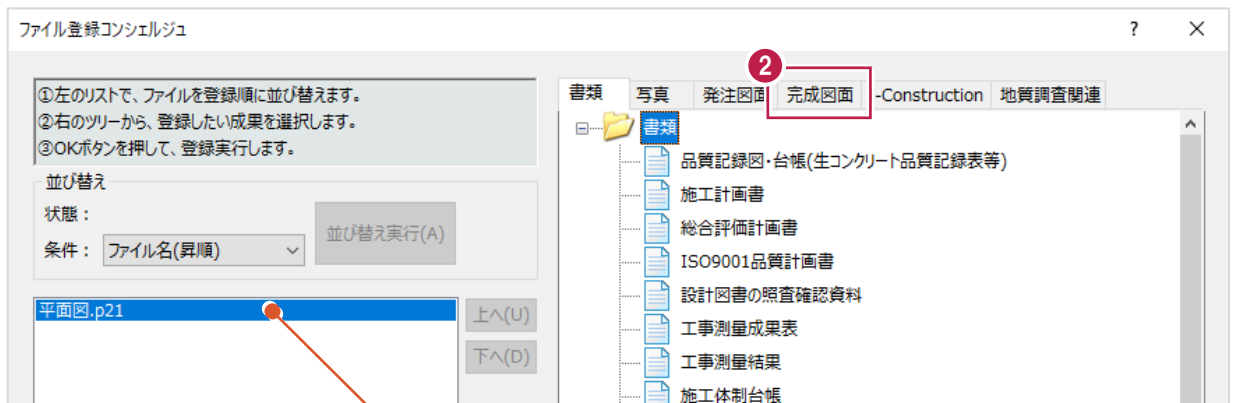 ファイル登録コンシェルジュ
? ×
①左のリストで、ファイルを登録順に並び替えます。
②右のツリーから、登録したい成果を選択します。
③OKボタンを押して、登録実行します。
並び替え
状態：
条件： ファイル名(昇順)
並び替え実行(A)
平面図.p21
上へ(U)
下へ(D)
2
書類 写真 発注図面 完成図面 -Construction 地質調査関連
書類
品質記録図・台帳(生コンクリート品質記録表等)
施工計画書
総合評価計画書
ISO9001品質計画書
設計図書の照査確認資料
工事測量成果表
工事測量結果
施工体制台帳